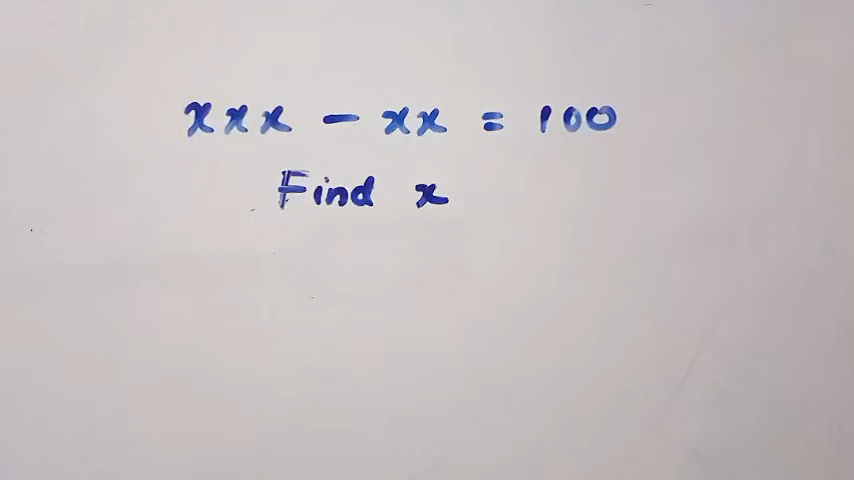 xxx - xx = 100
Find x